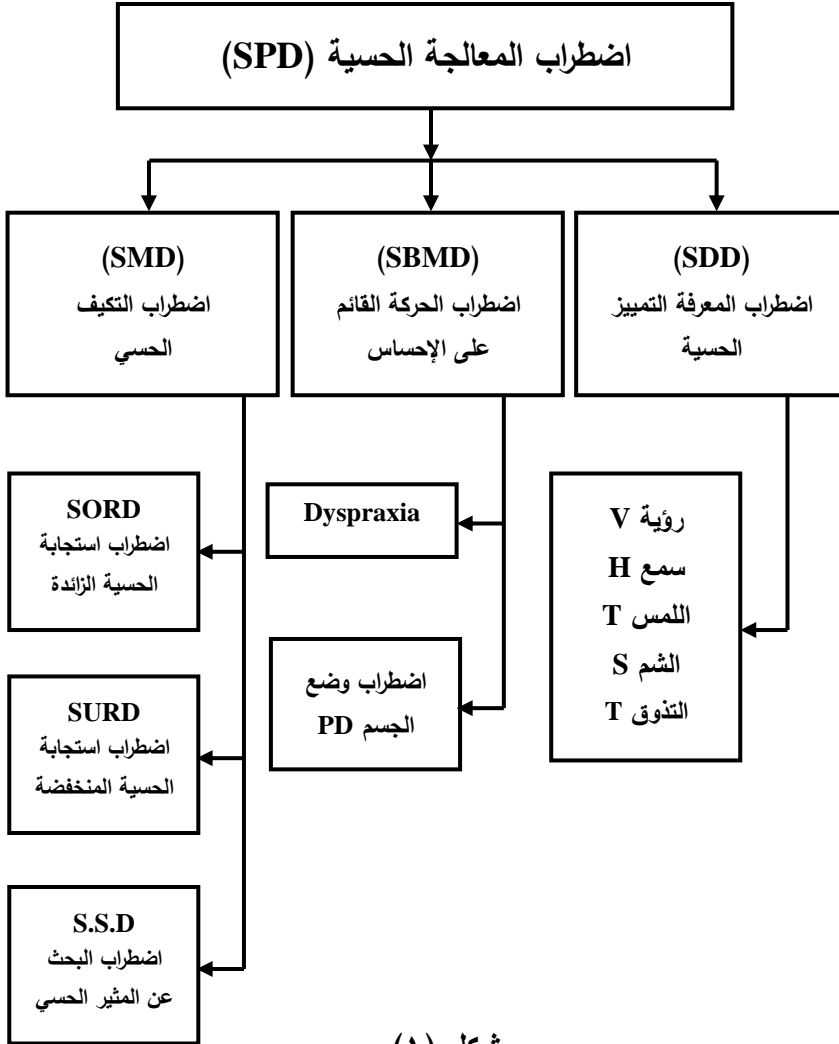 اضطراب المعالجة الحسية (SPD)
(SDD)
اضطراب المعرفة التمييز
الحسية
(SBMD)
اضطراب الحركة القائم
على الإحساس
(SMD)
اضطراب التكيف
الحسي
رؤية V
سمع H
اللمس T
الشم S
التذوق T
Dyspraxia
اضطراب وضع
الجسم PD
SORD
اضطراب استجابة
الحسية الزائدة
SURD
اضطراب استجابة
الحسية المنخفضة
S.S.D
اضطراب البحث
عن المثير الحسي
شكل (١)